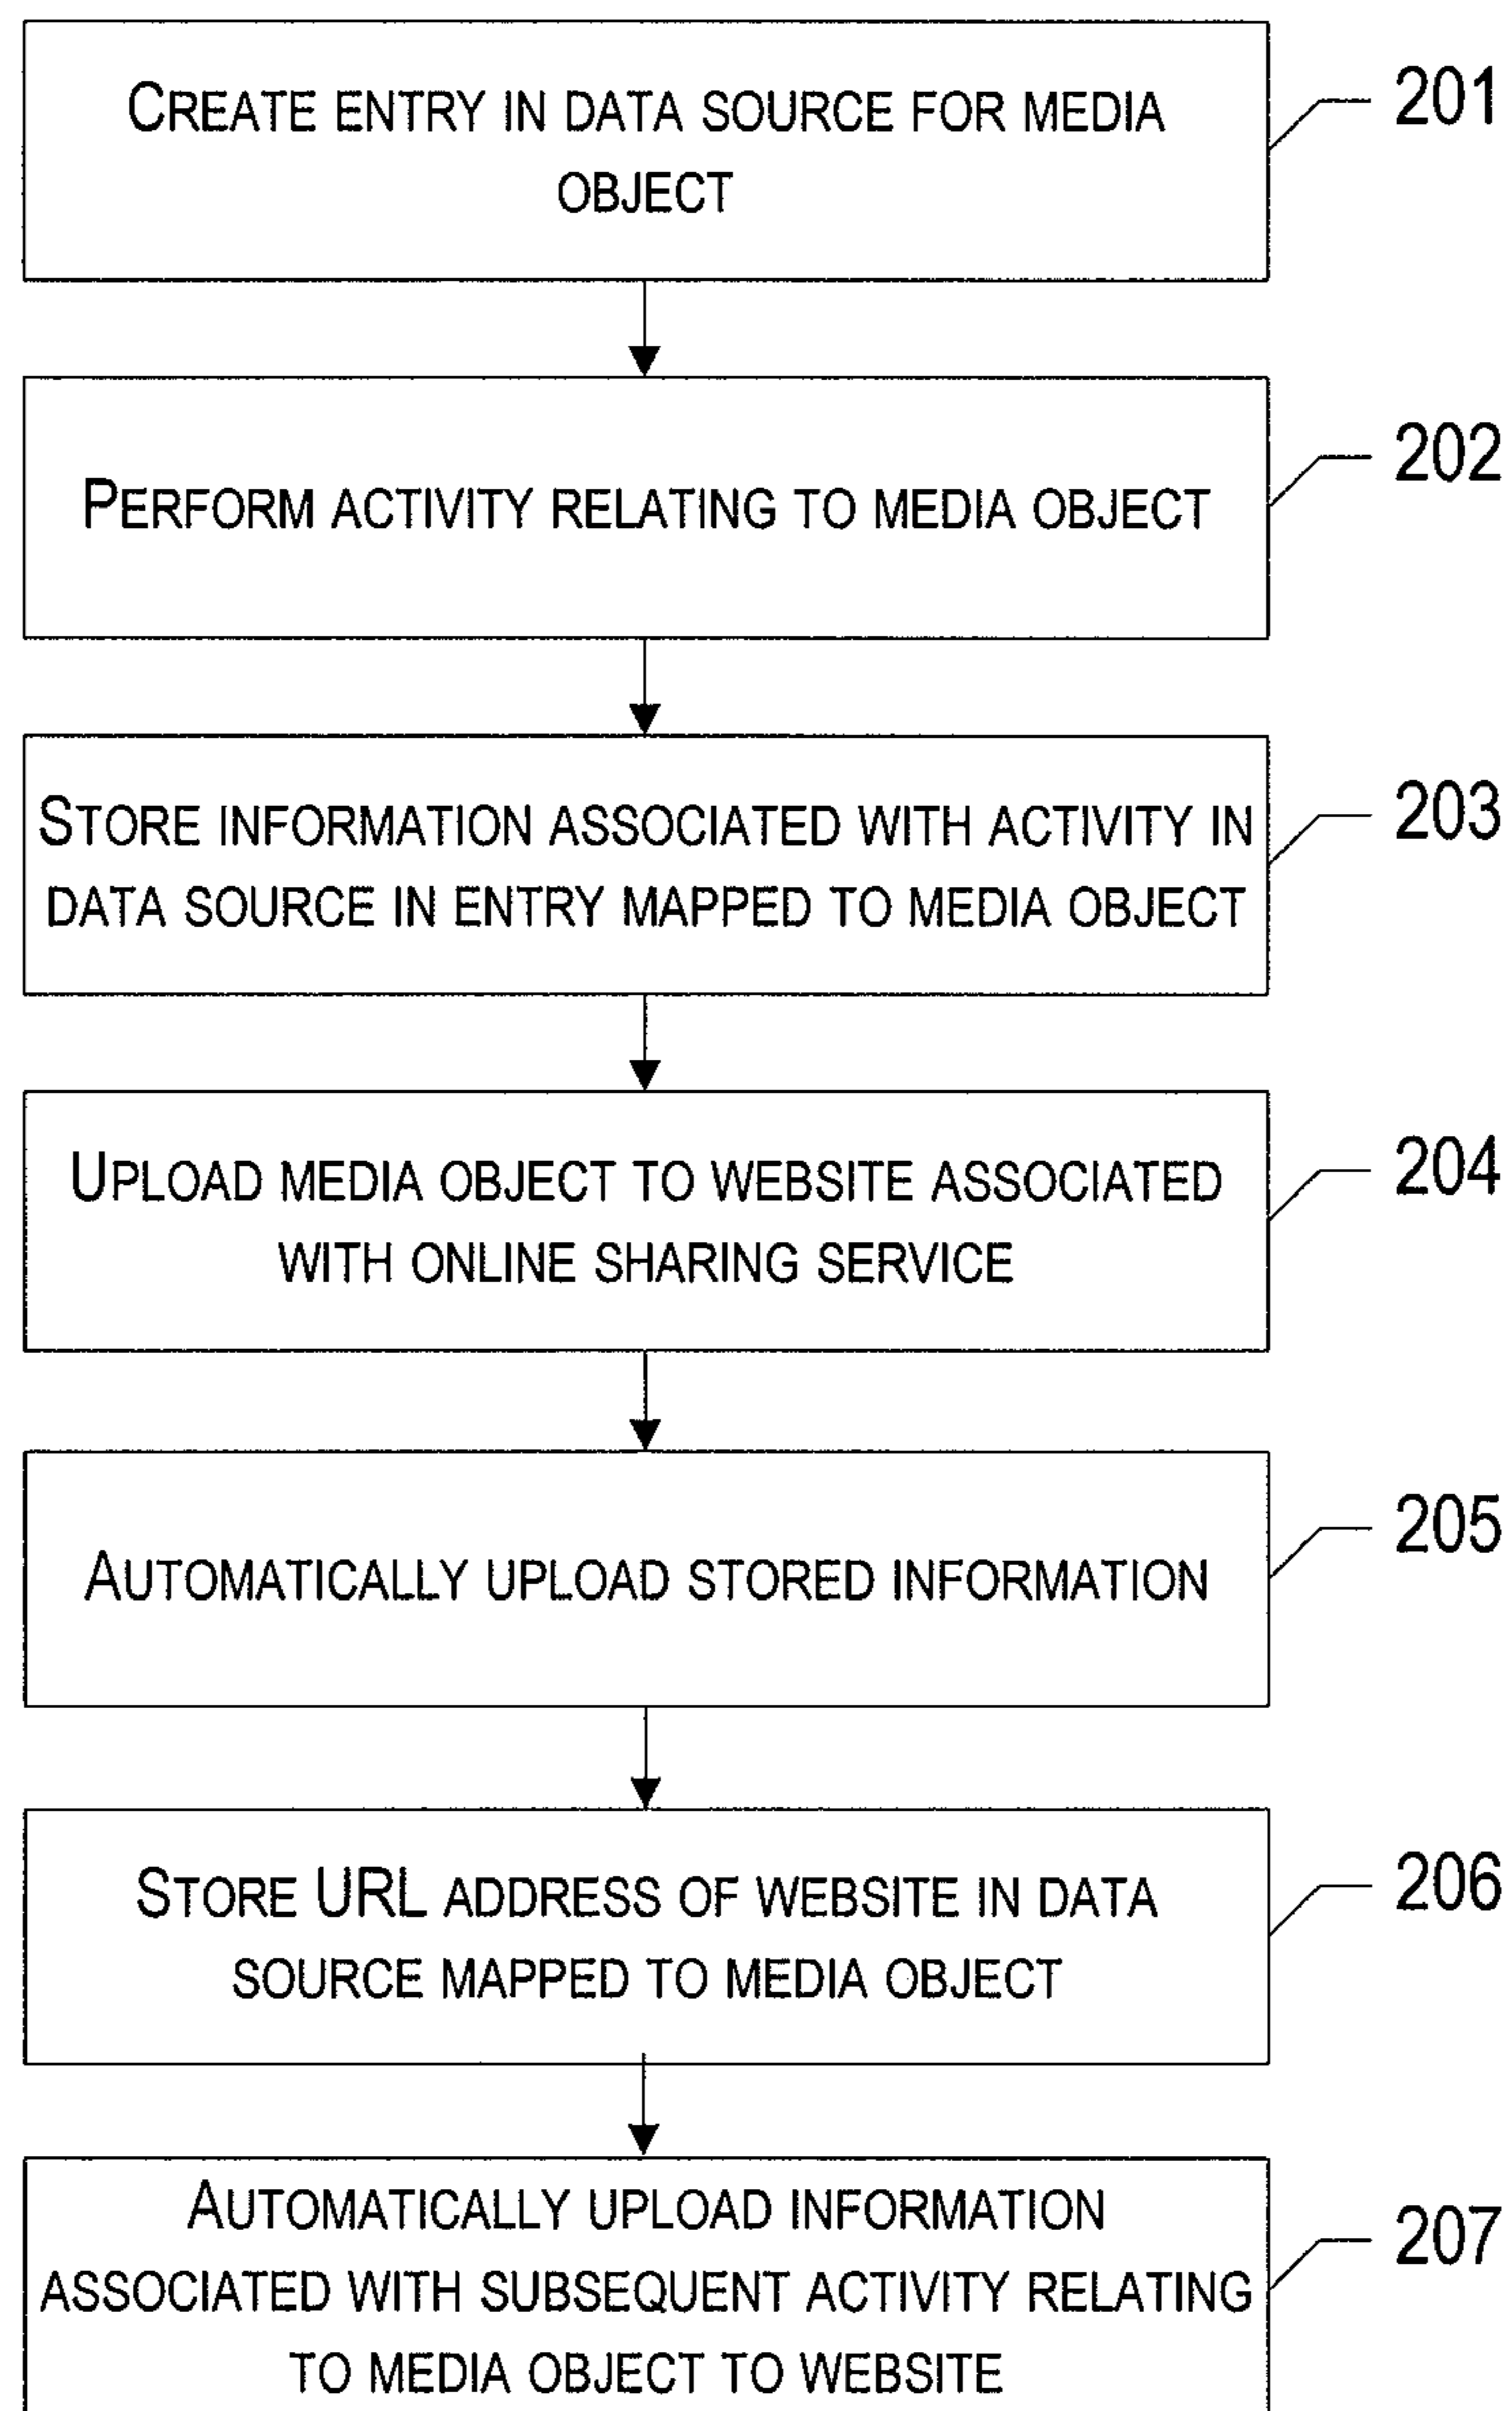 CREATE ENTRY IN DATA SOURCE FOR MEDIA
OBJECT
201
PERFORM ACTIVITY RELATING TO MEDIA OBJECT
202
STORE INFORMATION ASSOCIATED WITH ACTIVITY IN
DATA SOURCE IN ENTRY MAPPED TO MEDIA OBJECT
203
UPLOAD MEDIA OBJECT TO WEBSITE ASSOCIATED
WITH ONLINE SHARING SERVICE
204
AUTOMATICALLY UPLOAD STORED INFORMATION
205
STORE URL ADDRESS OF WEBSITE IN DATA
SOURCE MAPPED TO MEDIA OBJECT
206
AUTOMATICALLY UPLOAD INFORMATION
ASSOCIATED WITH SUBSEQUENT ACTIVITY RELATING
TO MEDIA OBJECT TO WEBSITE
207